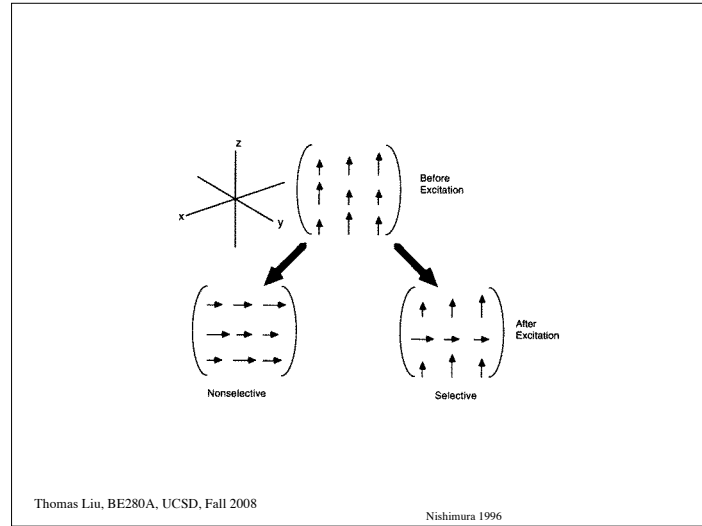 z
x
y
Before
Excitation
After
Excitation
Nonselective
Selective
Thomas Liu, BE280A, UCSD, Fall 2008
Nishimura 1996